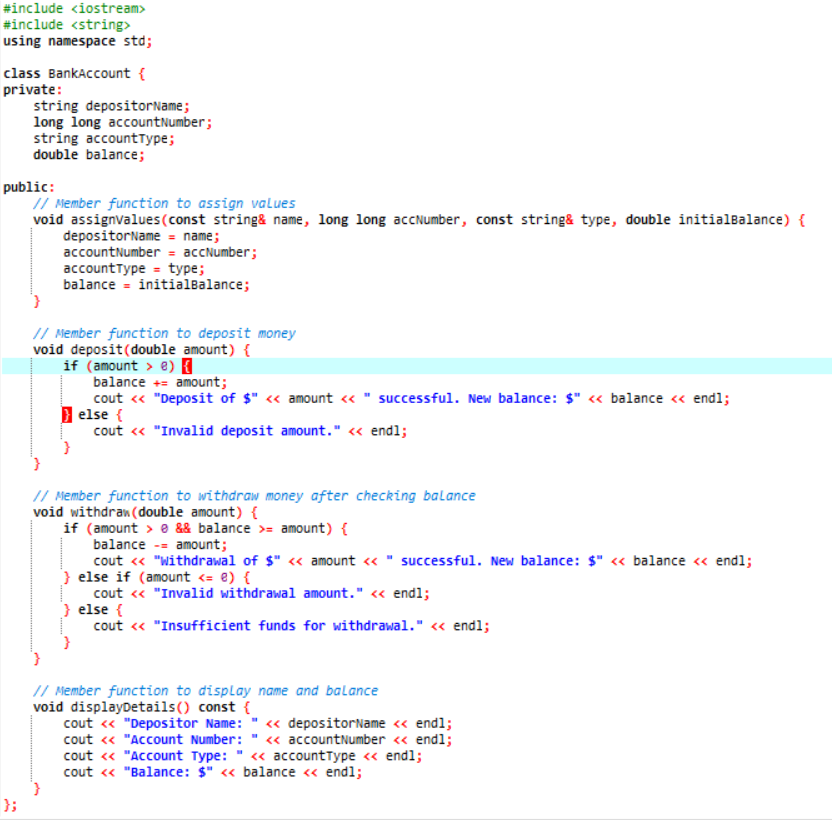 #include <iostream>
#include <string>
using namespace std;

class BankAccount {
private:
    string depositorName;
    long long accountNumber;
    string accountType;
    double balance;

public:
    // Member function to assign values
    void assignValues(const string& name, long long accNumber, const string& type, double initialBalance) {
        depositorName = name;
        accountNumber = accNumber;
        accountType = type;
        balance = initialBalance;
    }

    // Member function to deposit money
    void deposit(double amount) {
        if (amount > 0) {
            balance += amount;
            cout << "Deposit of $" << amount << " successful. New balance: $" << balance << endl;
        } else {
            cout << "Invalid deposit amount." << endl;
        }
    }

    // Member function to withdraw money after checking balance
    void withdraw(double amount) {
        if (amount > 0 && balance >= amount) {
            balance -= amount;
            cout << "Withdrawal of $" << amount << " successful. New balance: $" << balance << endl;
        } else if (amount <= 0) {
            cout << "Invalid withdrawal amount." << endl;
        } else {
            cout << "Insufficient funds for withdrawal." << endl;
        }
    }

    // Member function to display name and balance
    void displayDetails() const {
        cout << "Depositor Name: " << depositorName << endl;
        cout << "Account Number: " << accountNumber << endl;
        cout << "Account Type: " << accountType << endl;
        cout << "Balance: $" << balance << endl;
    }
};